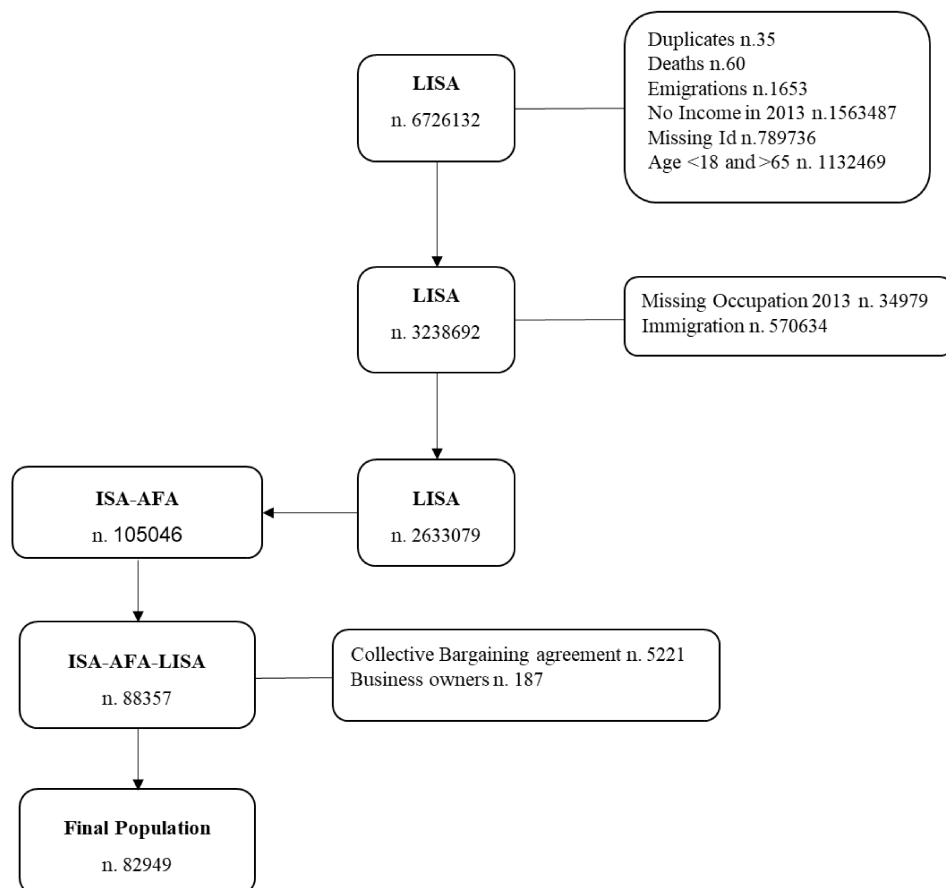 LISA
n. 6726132
Duplicates n.35
Deaths n.60
Emigrations n.1653
No Income in 2013 n.1563487
Missing Id n.789736
Age <18 and >65 n. 1132469
LISA
n. 3238692
Missing Occupation 2013 n. 34979
Immigration n. 570634
ISA-AFA
n. 105046
LISA
n. 2633079
ISA-AFA-LISA
n. 88357
Collective Bargaining agreement n. 5221
Business owners n. 187
Final Population
n. 82949